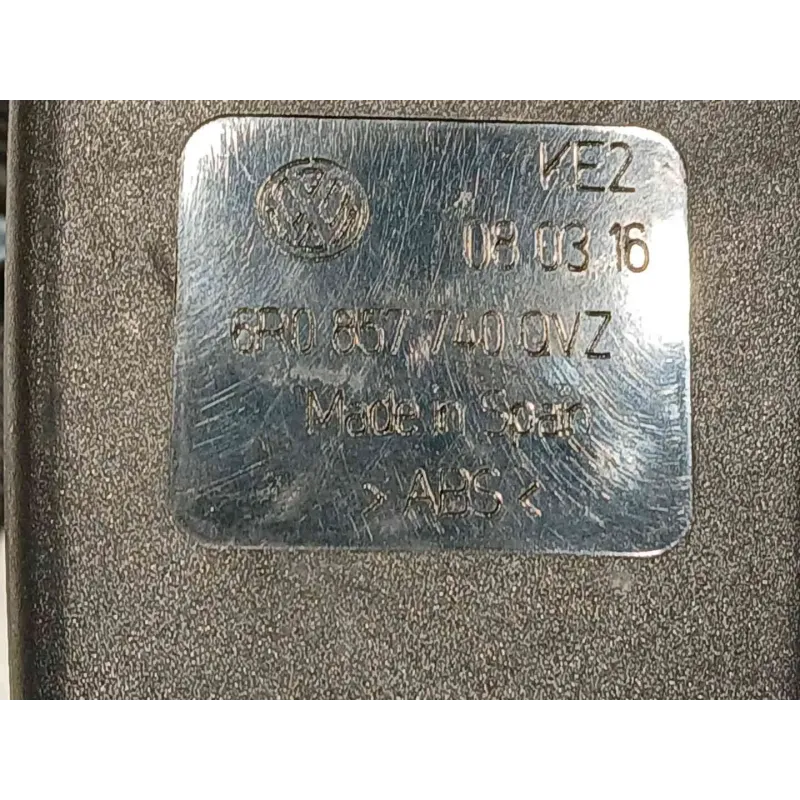 VE2
08 03 16
6R0 857 740 QVZ
Made in Spain
> ABS <